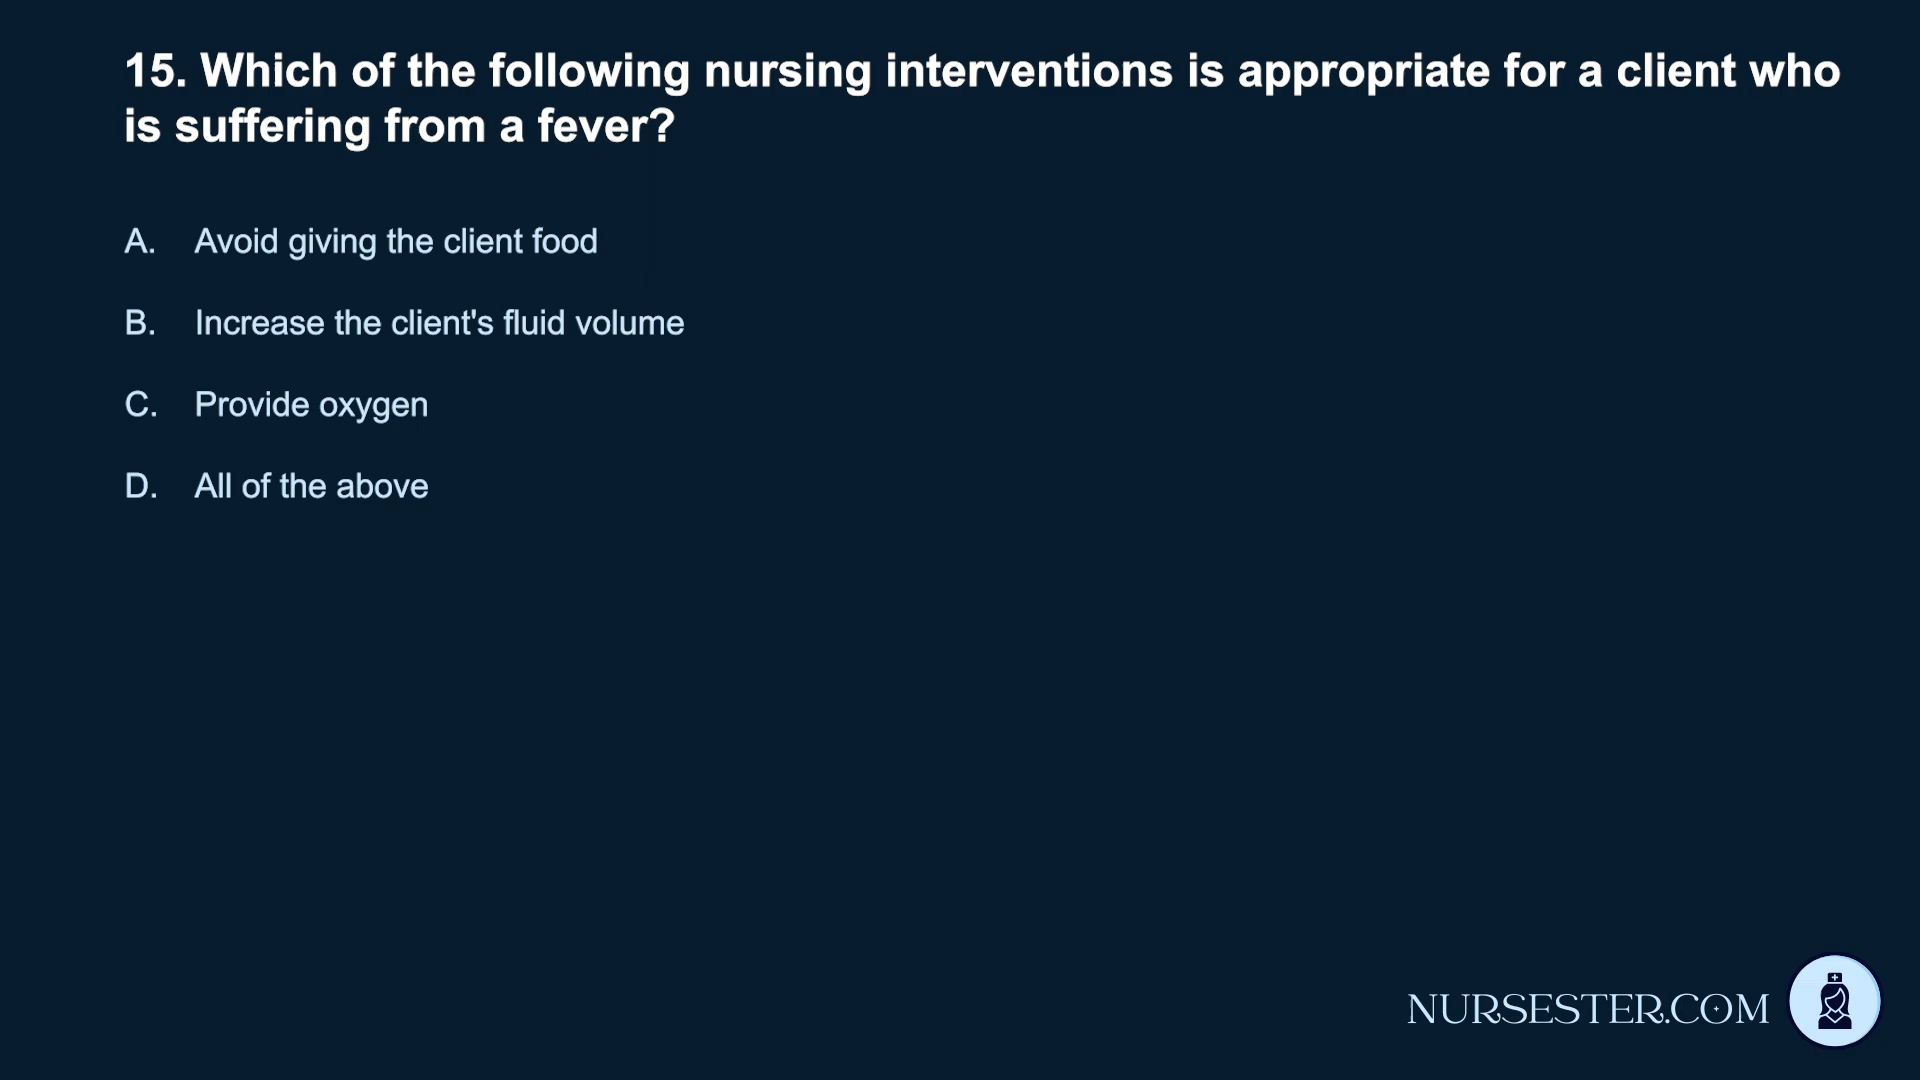 15. Which of the following nursing interventions is appropriate for a client who
is suffering from a fever?
A. Avoid giving the client food
B. Increase the client's fluid volume
C. Provide oxygen
D. All of the above
NURSESTER.COM